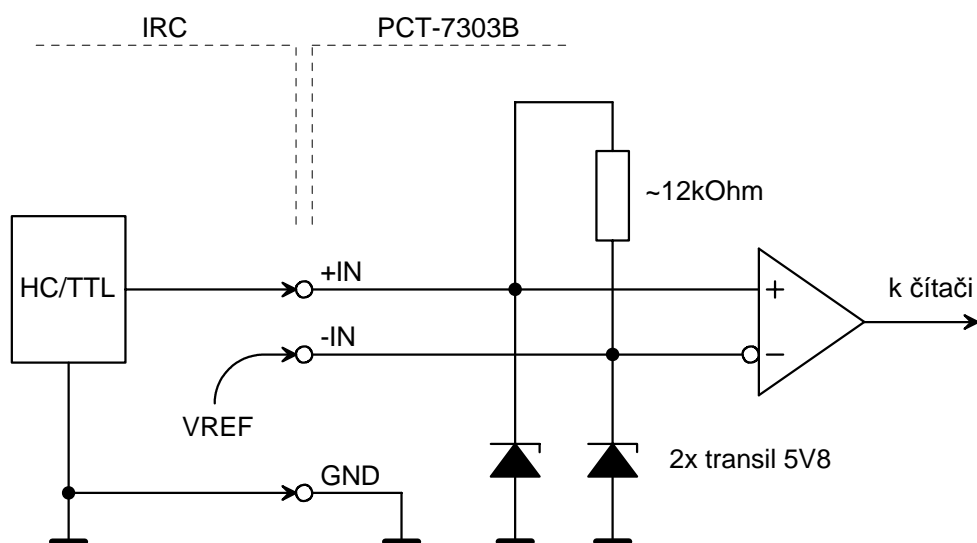 IRC
PCT-7303B
~12kOhm
HC/TTL
+IN
+
k čítači
-IN
−
VREF
2x transil 5V8
GND